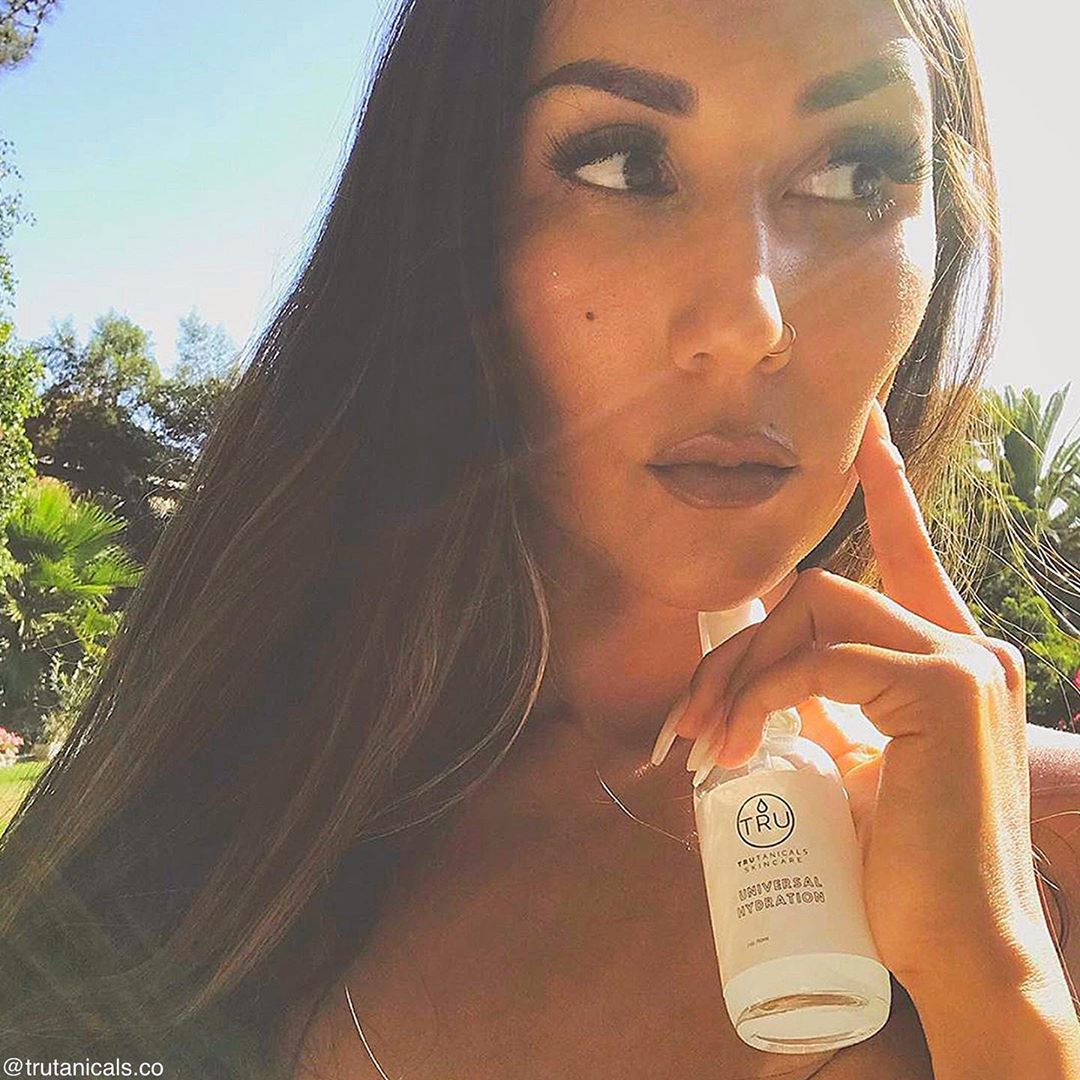 TRU
TRUTANICALS
SKINCARE
UNIVERSAL
HYDRATION
@trutanicals.co